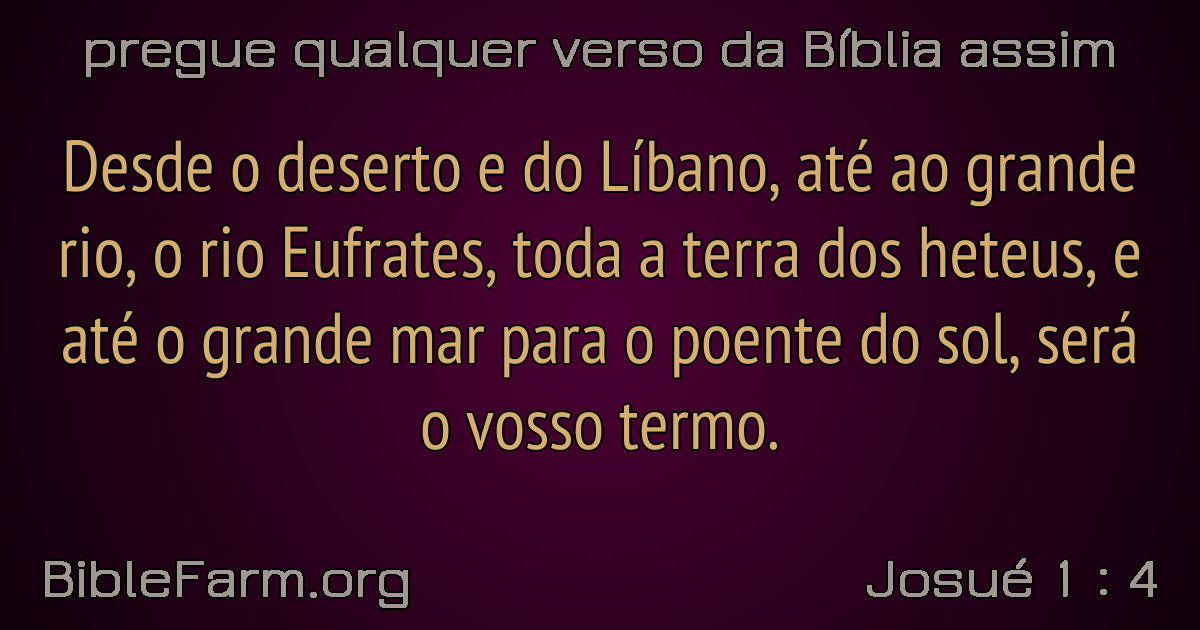 pregue qualquer verso da Bíblia assim
Desde o deserto e do Líbano, até ao grande
rio, o rio Eufrates, toda a terra dos heteus, e
até o grande mar para o poente do sol, será
o vosso termo.
BibleFarm.org
Josué 1 : 4